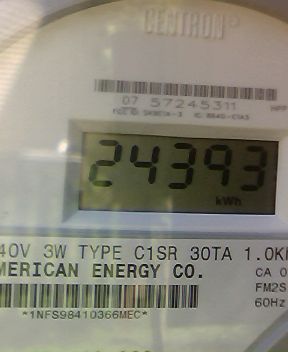 CENTRON®
07 57245311
24393
kWh
40V 3W TYPE C1SR 30TA 1.0K
MERICAN ENERGY CO.
CA 0
FM2S
60Hz
*1NFS98410366MEC*